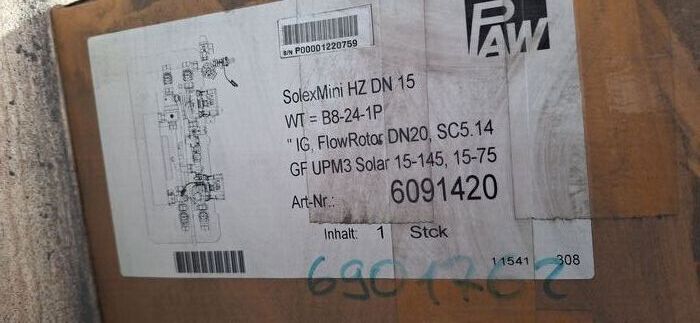 PAW
S/N P00001220759
SolexMini HZ DN 15
WT = B8-24-1P
" IG, FlowRotor DN20, SC5.14
GF UPM3 Solar 15-145, 15-75
Art-Nr.: 6091420
Inhalt: 1 Stck
11541 308
6901702